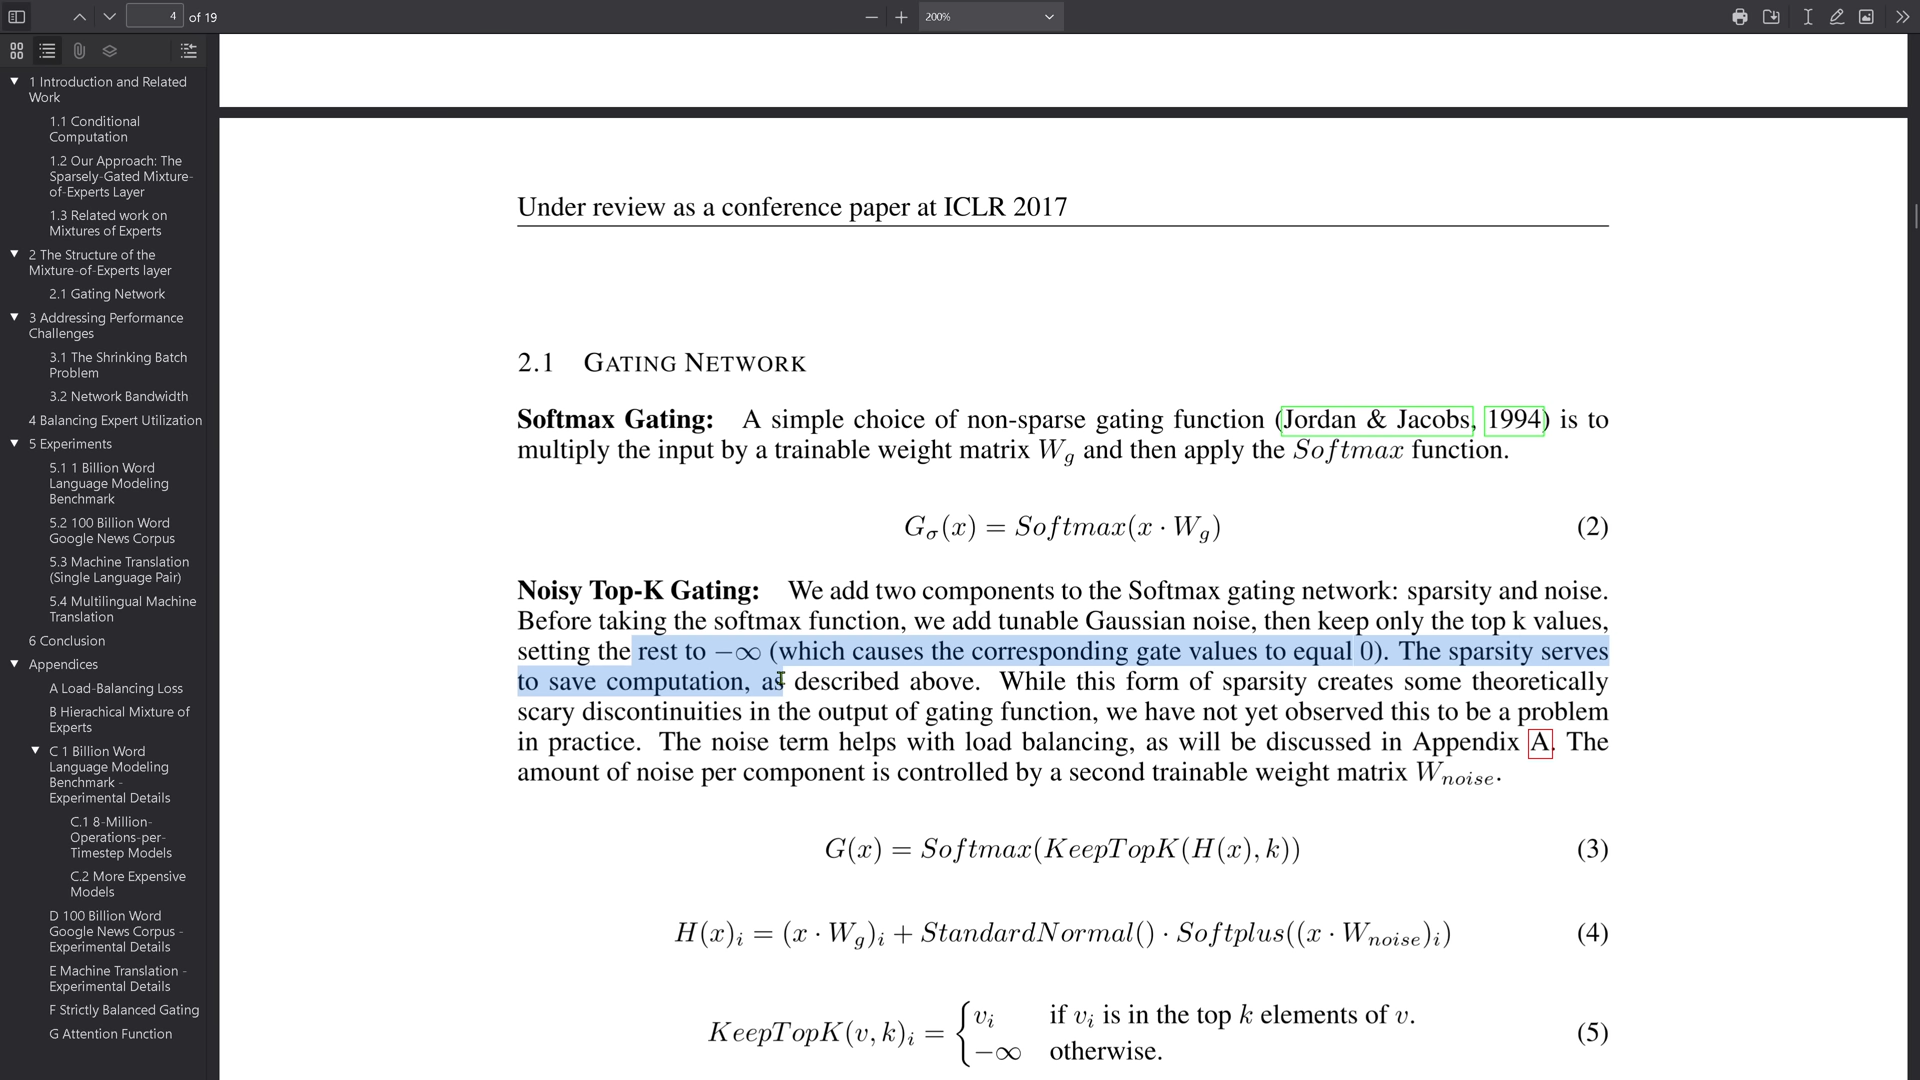 4 of 19
200%
1 Introduction and Related
Work
1.1 Conditional
Computation
1.2 Our Approach: The
Sparsely-Gated Mixture-
of-Experts Layer
1.3 Related work on
Mixtures of Experts
2 The Structure of the
Mixture-of-Experts layer
2.1 Gating Network
3 Addressing Performance
Challenges
3.1 The Shrinking Batch
Problem
3.2 Network Bandwidth
4 Balancing Expert Utilization
5 Experiments
5.1 1 Billion Word
Language Modeling
Benchmark
5.2 100 Billion Word
Google News Corpus
5.3 Machine Translation
(Single Language Pair)
5.4 Multilingual Machine
Translation
6 Conclusion
Appendices
A Load-Balancing Loss
B Hierachical Mixture of
Experts
C 1 Billion Word
Language Modeling
Benchmark -
Experimental Details
C.1 8-Million-
Operations-per-
Timestep Models
C.2 More Expensive
Models
D 100 Billion Word
Google News Corpus -
Experimental Details
E Machine Translation -
Experimental Details
F Strictly Balanced Gating
G Attention Function
Under review as a conference paper at ICLR 2017
2.1 GATING NETWORK
Softmax Gating: A simple choice of non-sparse gating function (Jordan & Jacobs, 1994) is to
multiply the input by a trainable weight matrix W_g and then apply the Softmax function.
G_σ(x) = Softmax(x · W_g) (2)
Noisy Top-K Gating: We add two components to the Softmax gating network: sparsity and noise.
Before taking the softmax function, we add tunable Gaussian noise, then keep only the top k values,
setting the rest to −∞ (which causes the corresponding gate values to equal 0). The sparsity serves
to save computation, as described above. While this form of sparsity creates some theoretically
scary discontinuities in the output of gating function, we have not yet observed this to be a problem
in practice. The noise term helps with load balancing, as will be discussed in Appendix A. The
amount of noise per component is controlled by a second trainable weight matrix W_noise.
G(x) = Softmax(KeepTopK(H(x), k)) (3)
H(x)_i = (x · W_g)_i + StandardNormal() · Softplus((x · W_noise)_i) (4)
KeepTopK(v, k)_i = { v_i if v_i is in the top k elements of v. (5)
−∞ otherwise.